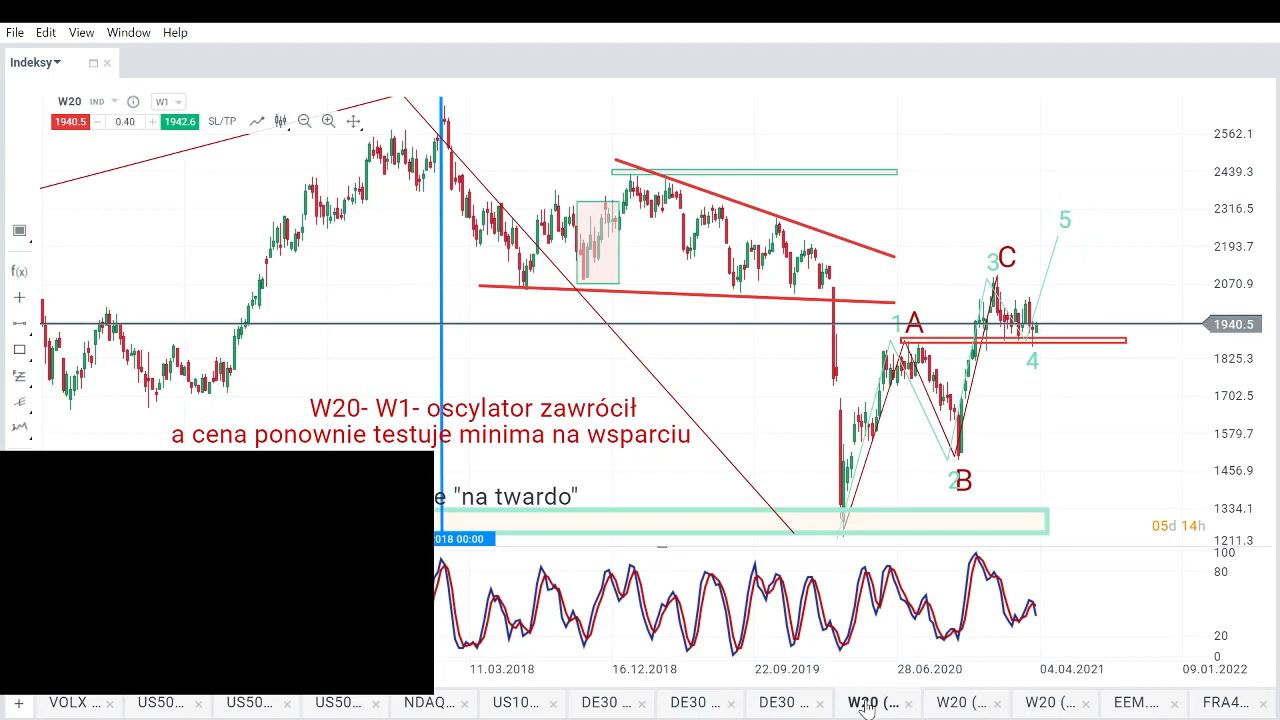 File Edit View Window Help
Indeksy
W20 IND W1
1940.5 0.40 1942.6 SL/TP
2562.1
2439.3
2316.5
5
2193.7
3 C
f(x)
2070.9
1 A
1940.5
4
1825.3
1702.5
W20- W1- oscylator zawrócił
a cena ponownie testuje minima na wsparciu
1579.7
1456.9
2 B
e "na twardo"
1334.1
05d 14h
2018 00:00
1211.3
100
80
20
0
11.03.2018 16.12.2018 22.09.2019 28.06.2020 04.04.2021 09.01.2022
+ VOLX ... US50... US50... US50... NDAQ... US10... DE30 ... DE30 ... DE30 ... W20 (... W20 (... W20 (... EEM.... FRA4...